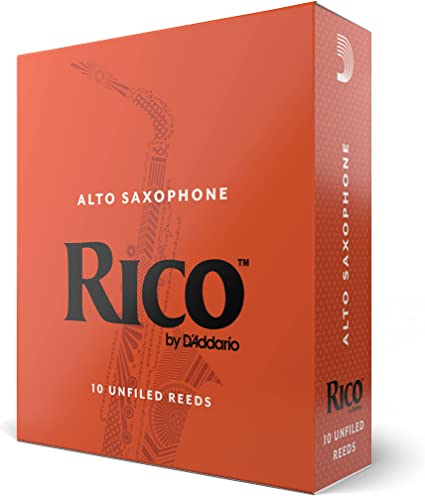 ALTO SAXOPHONE
RICO™
by D'Addario
10 UNFILED REEDS
ALTO SAXOPHONE
RICO
10 UNFILED
REEDS